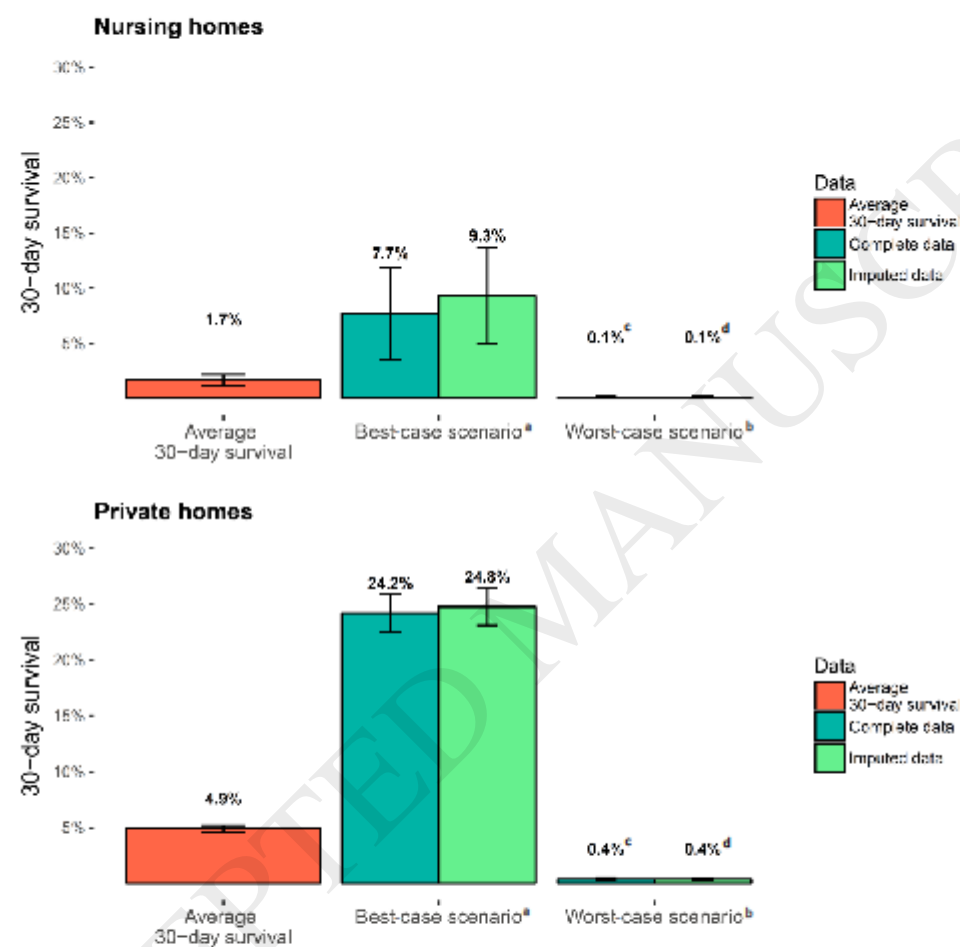 Nursing homes
30%
25%
20%
15%
10%
5%
30-day survival
1.7%
7.7%
9.3%
0.1%c
0.1%d
Average
30-day survival
Best-case scenarioa
Worst-case scenariob
Data
Average
30-day survival
Complete data
Imputed data
Private homes
30%
25%
20%
15%
10%
5%
30-day survival
4.9%
24.2%
24.8%
0.4%c
0.4%d
Average
30-day survival
Best-case scenarioa
Worst-case scenariob
Data
Average
30-day survival
Complete data
Imputed data
PTED MANUSCR